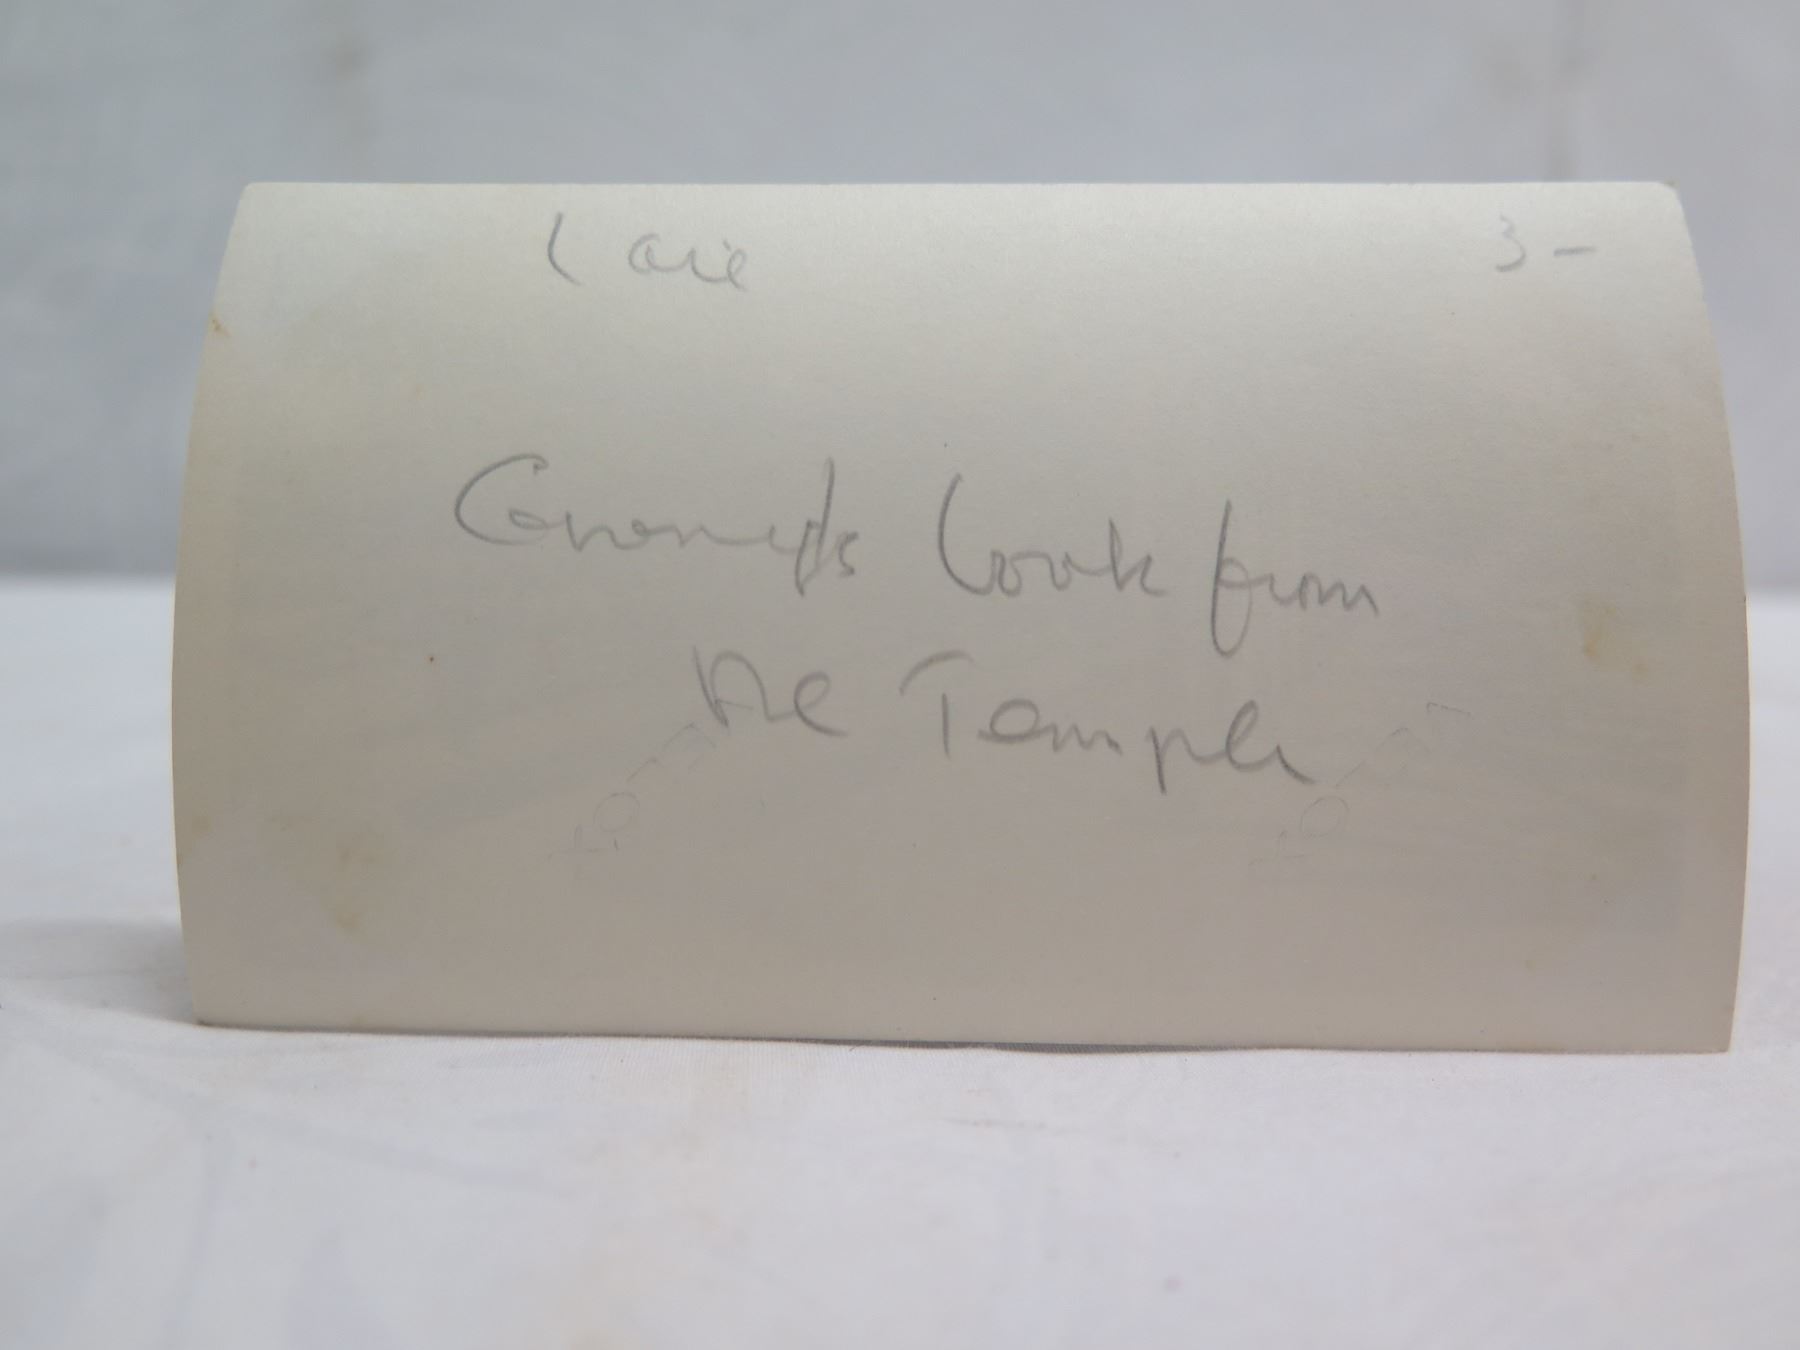 Laie 3-
Grounds look from
the Temple